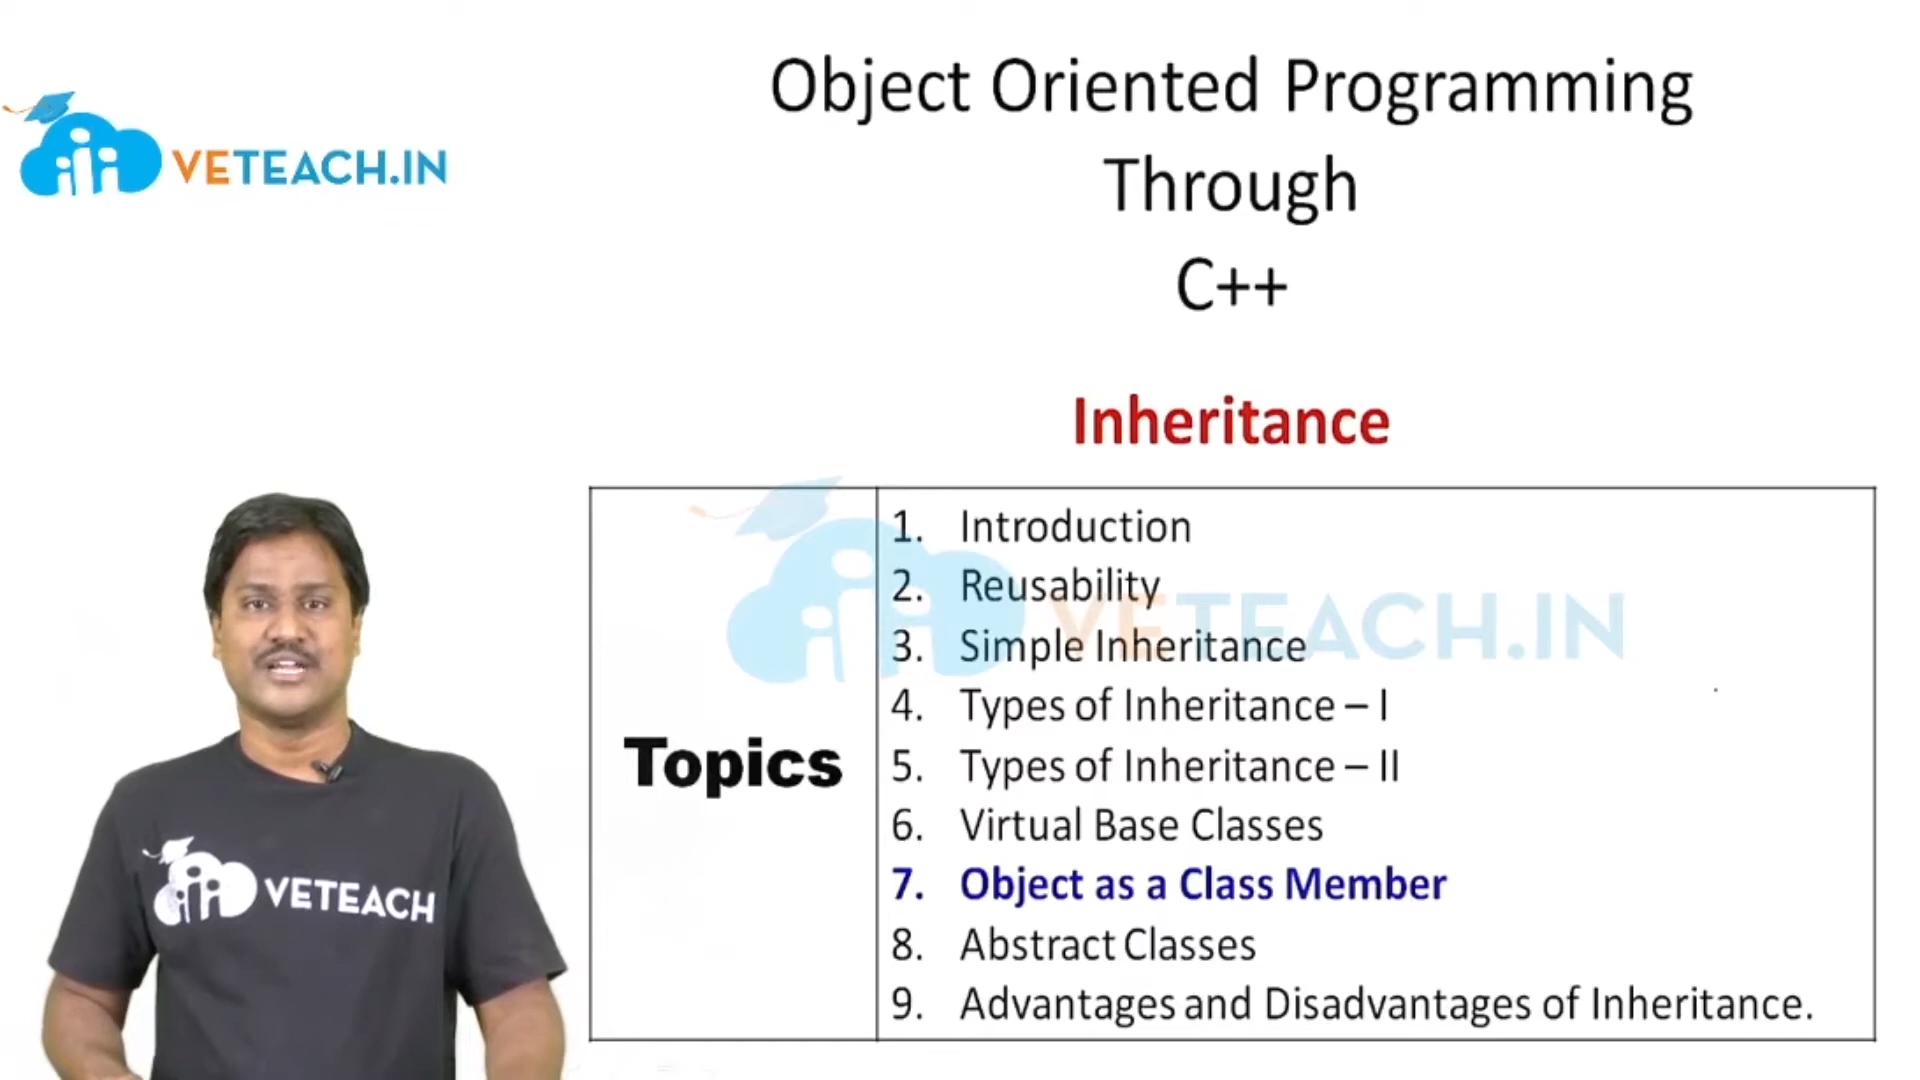 Object Oriented Programming
Through
C++
VETEACH.IN
Inheritance
Topics
1. Introduction
2. Reusability
3. Simple Inheritance
4. Types of Inheritance – I
5. Types of Inheritance – II
6. Virtual Base Classes
7. Object as a Class Member
8. Abstract Classes
9. Advantages and Disadvantages of Inheritance.
VETEACH.IN
VETEACH